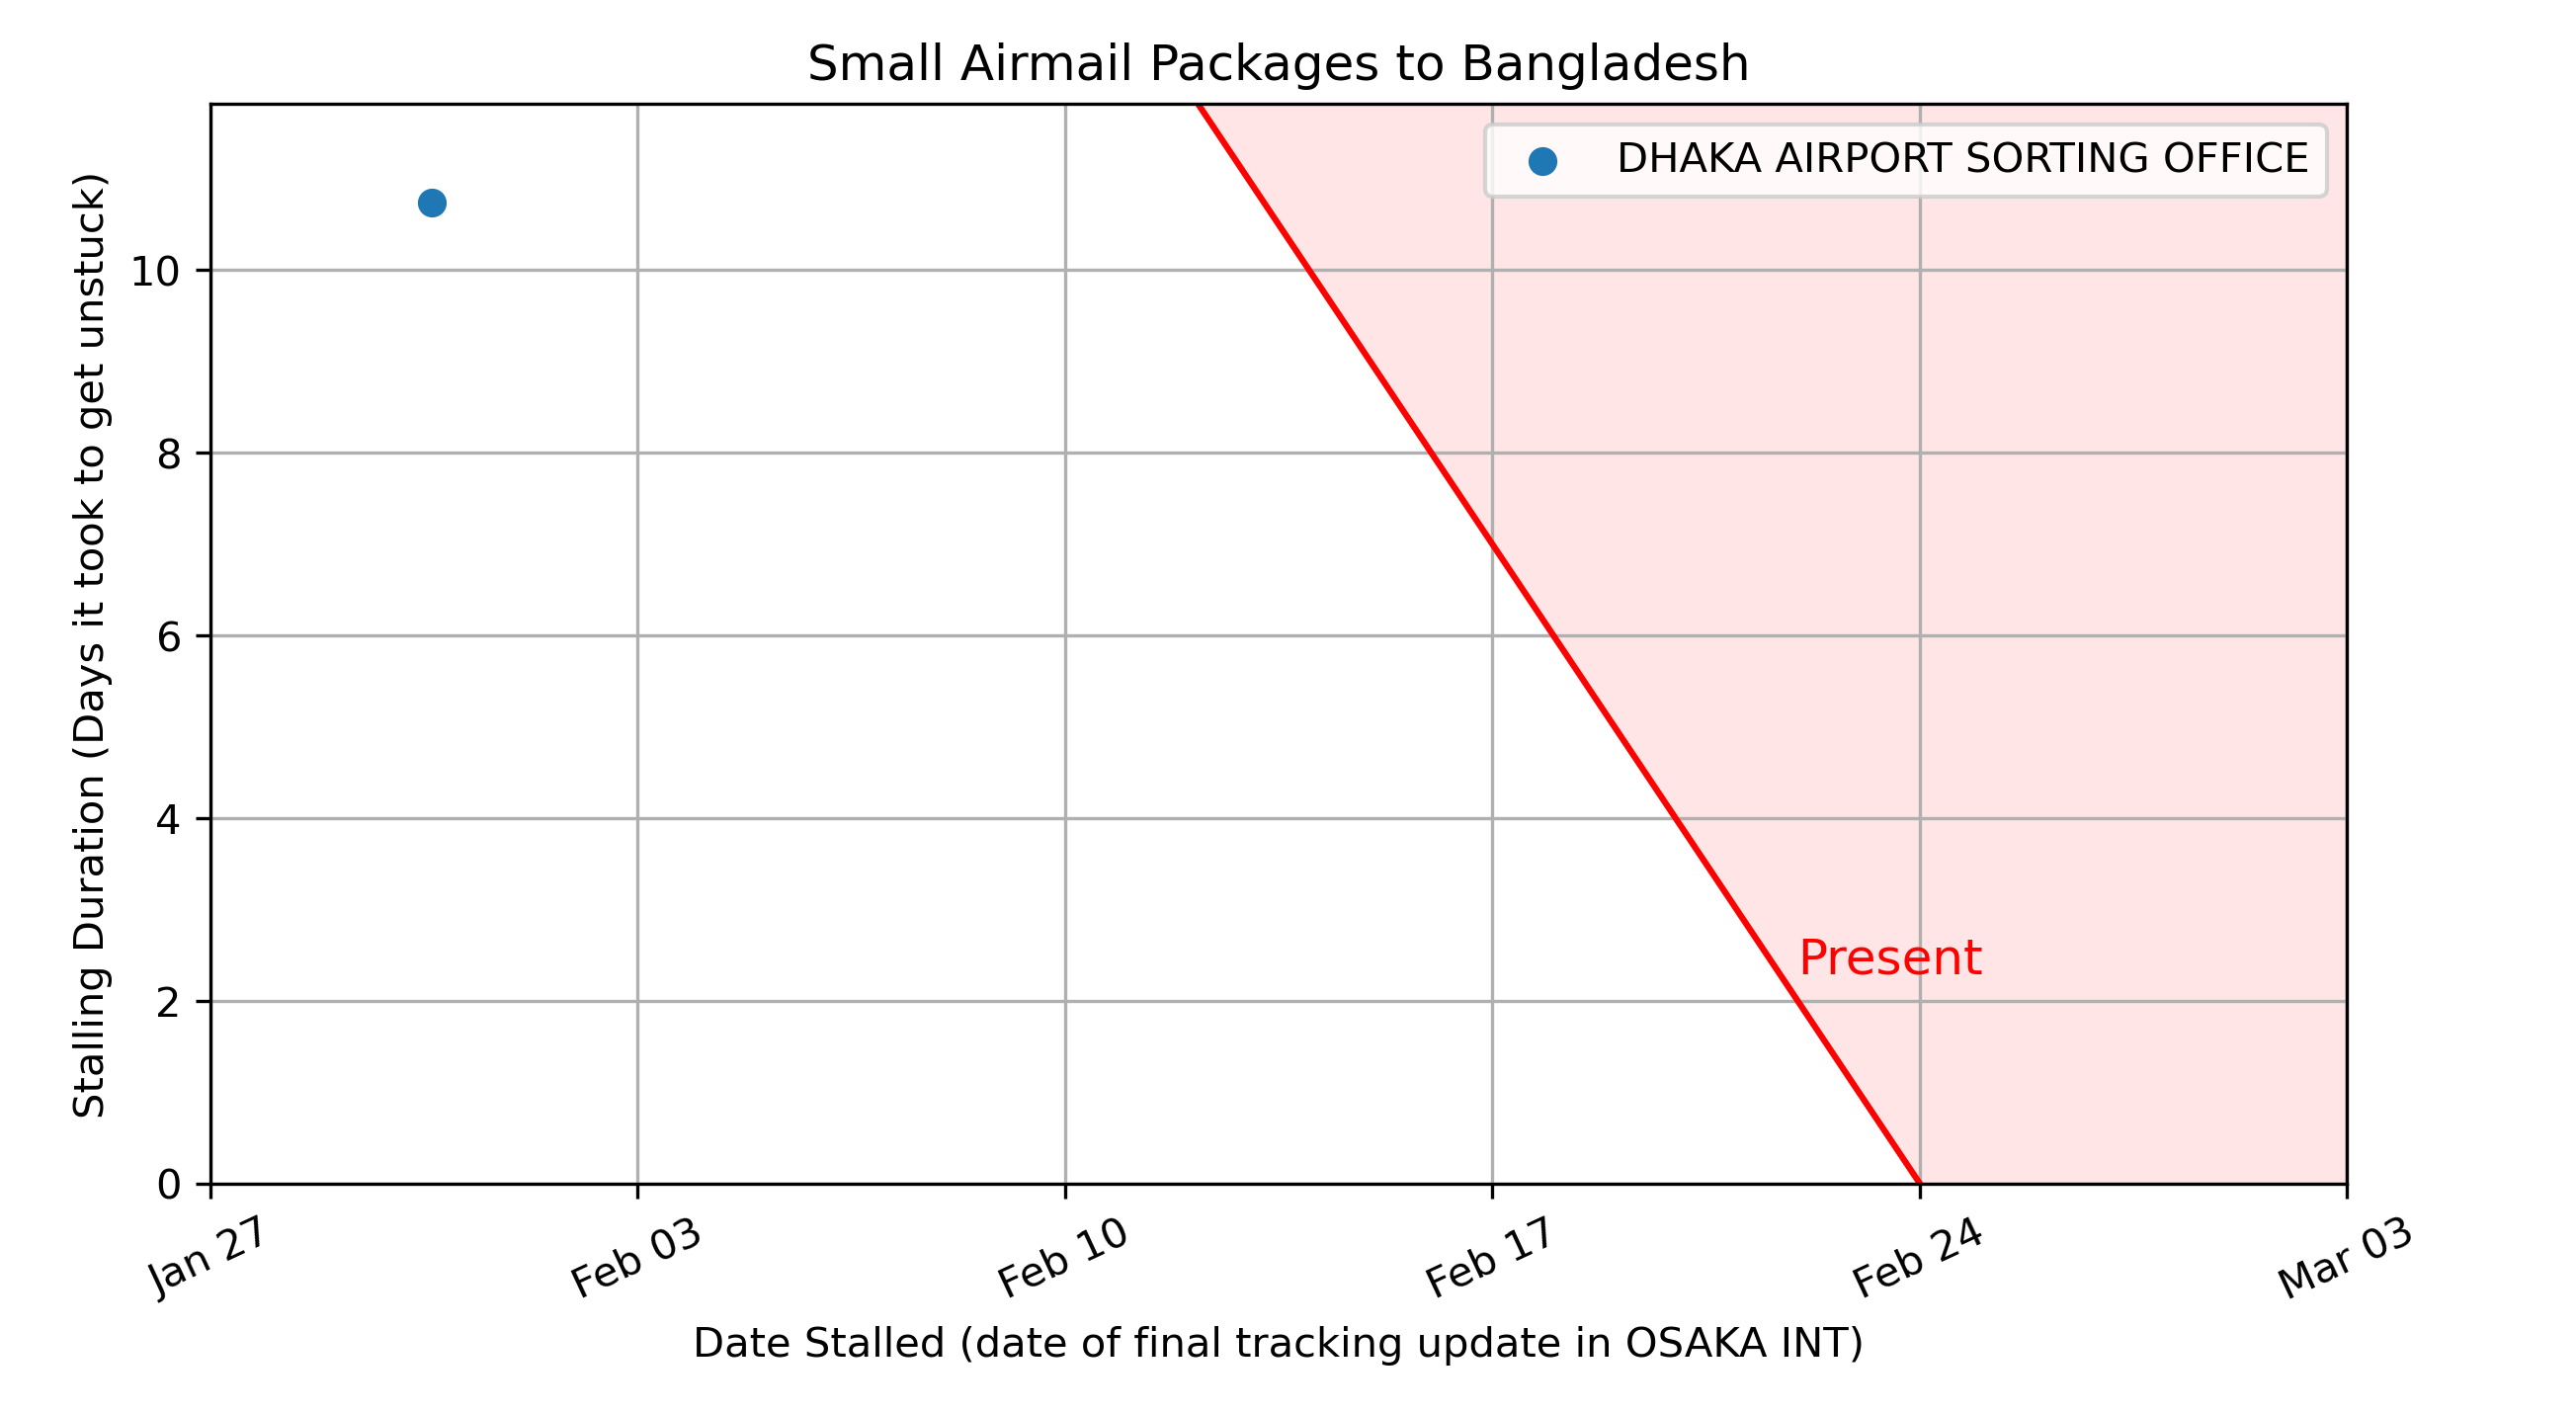 Small Airmail Packages to Bangladesh
DHAKA AIRPORT SORTING OFFICE
Stalling Duration (Days it took to get unstuck)
10
8
6
4
2
0
Present
Jan 27
Feb 03
Feb 10
Feb 17
Feb 24
Mar 03
Date Stalled (date of final tracking update in OSAKA INT)